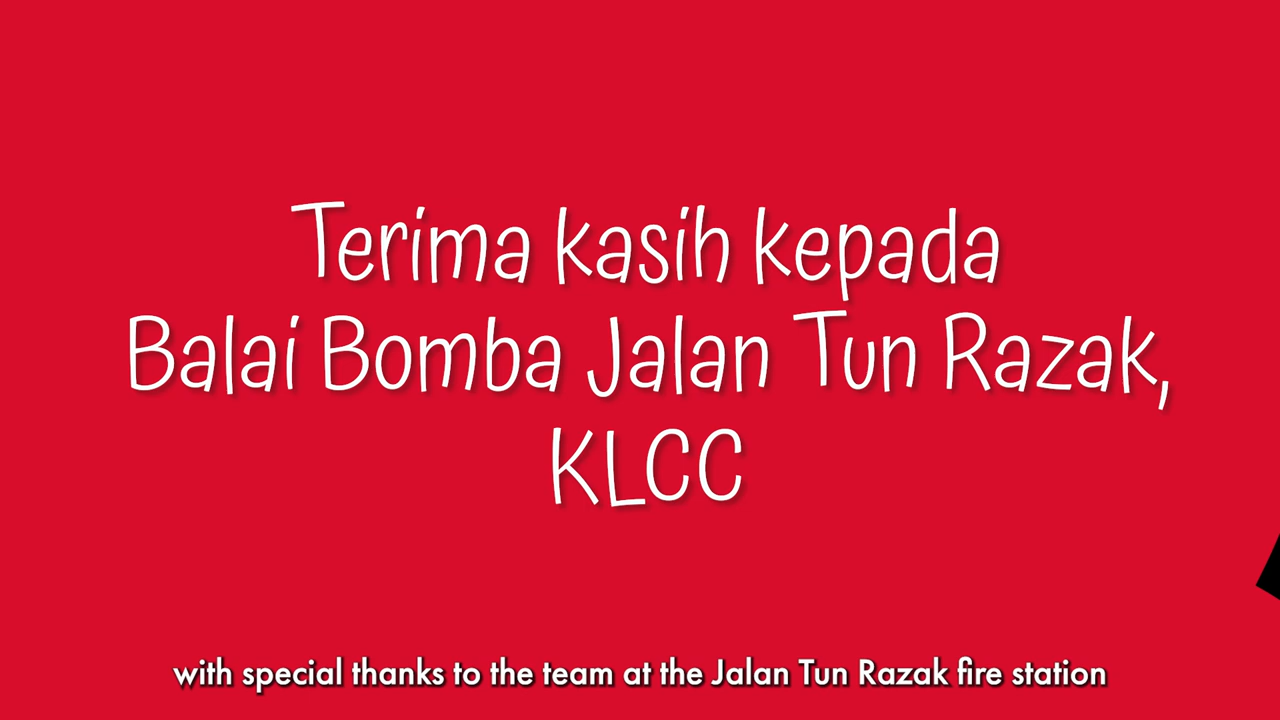 Terima kasih kepada
Balai Bomba Jalan Tun Razak,
KLCC
with special thanks to the team at the Jalan Tun Razak fire station